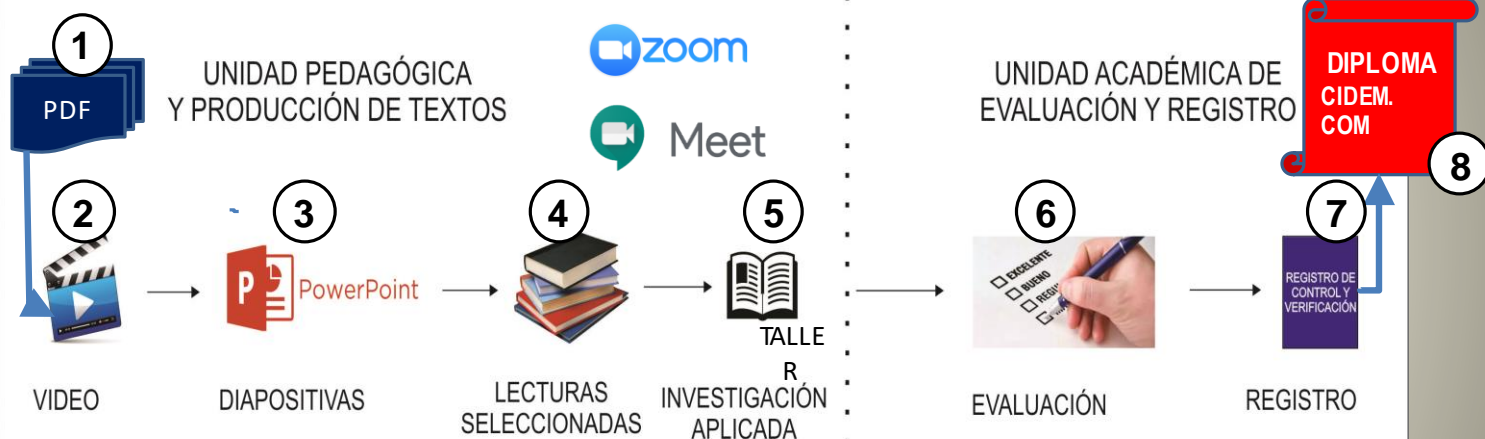 1
PDF
UNIDAD PEDAGÓGICA
Y PRODUCCIÓN DE TEXTOS
zoom
Meet
UNIDAD ACADÉMICA DE
EVALUACIÓN Y REGISTRO
DIPLOMA
CIDEM.
COM
8
2
3
4
5
6
7
P
PowerPoint
TALLE
R
EXCELENTE
BUENO
REGU
REGISTRO DE
CONTROL Y
VERIFICACIÓN
VIDEO
DIAPOSITIVAS
LECTURAS
SELECCIONADAS
INVESTIGACIÓN
APLICADA
EVALUACIÓN
REGISTRO